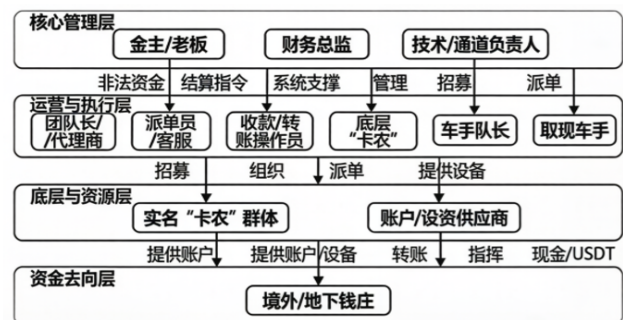 核心管理层
金主/老板 财务总监 技术/通道负责人
非法资金 结算指令 系统支撑 管理 招募 派单
运营与执行层
团队长/ 派单员 收款/转 底层 车手队长 取现车手
/代理商 /客服 账操作员 “卡农”
招募 组织 派单 提供设备
底层与资源层
实名“卡农”群体 账户/设资供应商
提供账户 提供账户/设备 转账 指挥 现金/USDT
资金去向层
境外/地下钱庄